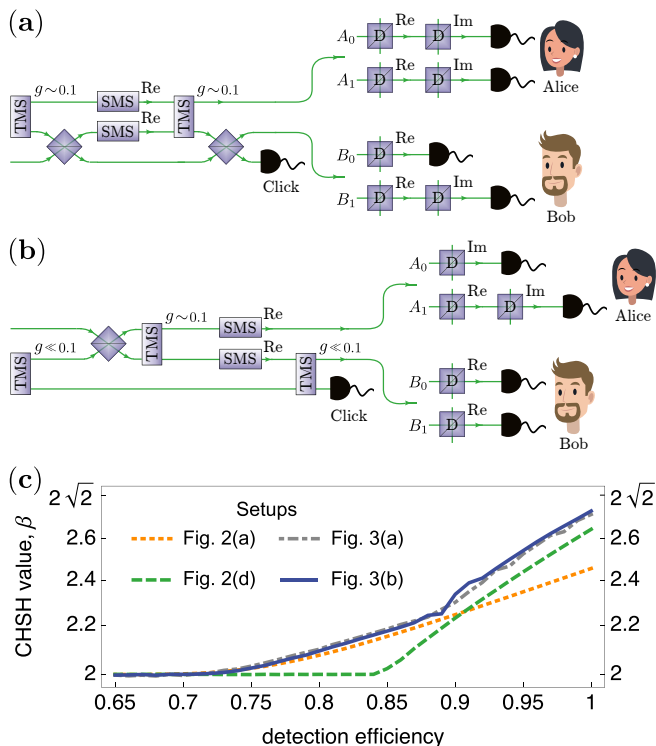 (a)
g∼0.1 Re g∼0.1
TMS SMS TMS
SMS Re
Click
A0 D Re D Im
A1 D Re D Im
Alice
B0 D Re
B1 D Re D Im
Bob
(b)
g≪0.1 g∼0.1 Re g≪0.1
TMS TMS SMS
SMS Re TMS
Click
A0 D Im
A1 D Re D Im
Alice
B0 D Re
B1 D Re
Bob
(c)
Setups
Fig. 2(a) Fig. 3(a)
Fig. 2(d) Fig. 3(b)
CHSH value, β
2√2 2√2
2.6 2.6
2.4 2.4
2.2 2.2
2 2
0.65 0.7 0.75 0.8 0.85 0.9 0.95 1
detection efficiency